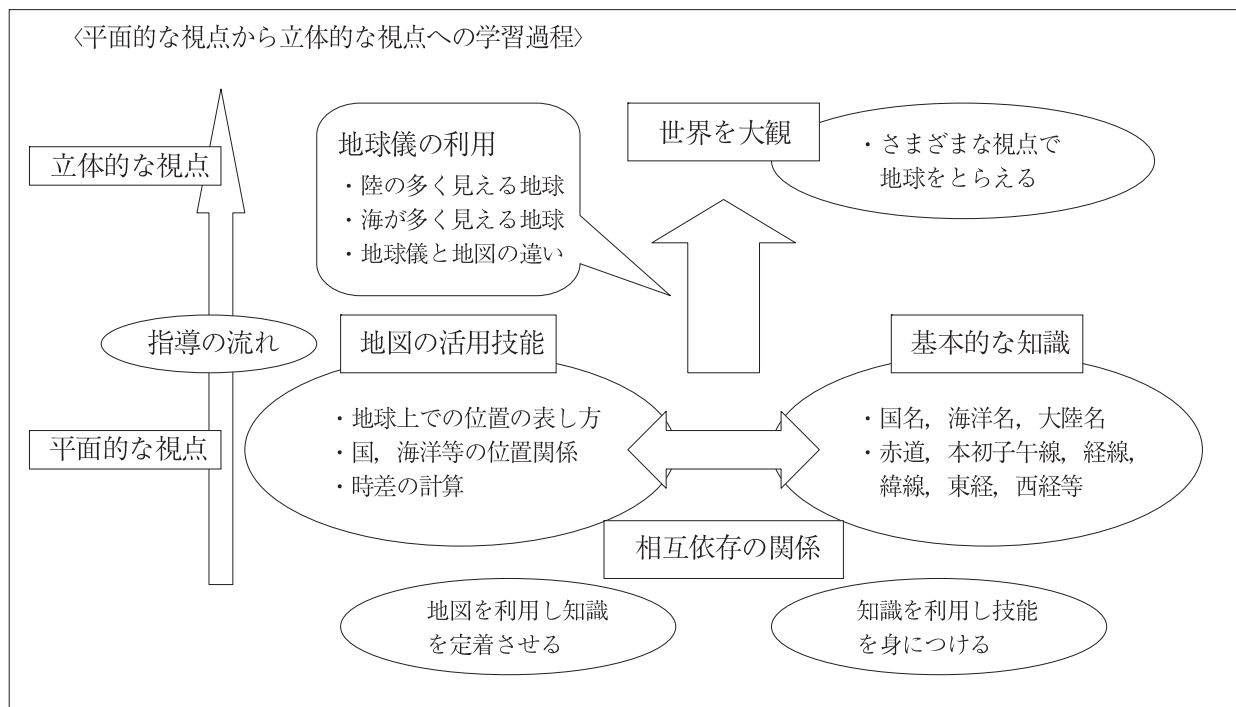 〈平面的な視点から立体的な視点への学習過程〉
立体的な視点
指導の流れ
平面的な視点
地球儀の利用
・陸の多く見える地球
・海が多く見える地球
・地球儀と地図の違い
世界を大観
・さまざまな視点で
地球をとらえる
地図の活用技能
・地球上での位置の表し方
・国，海洋等の位置関係
・時差の計算
基本的な知識
・国名，海洋名，大陸名
・赤道，本初子午線，経線，
緯線，東経，西経等
相互依存の関係
地図を利用し知識
を定着させる
知識を利用し技能
を身につける